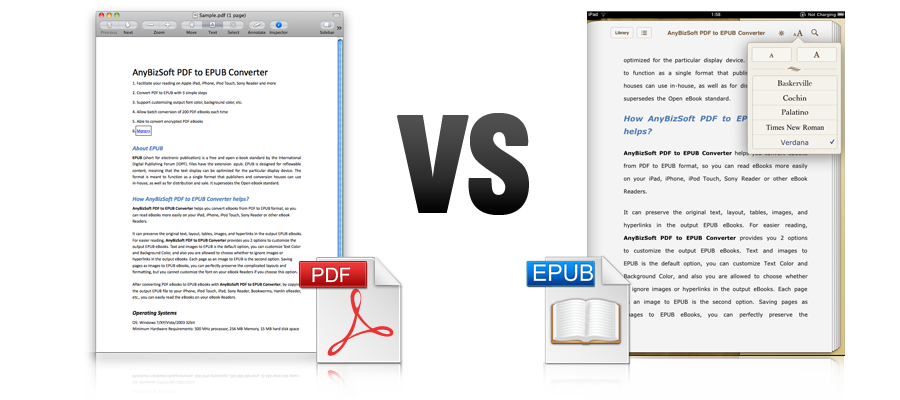 Sample.pdf (1 page)
Previous Next Zoom Move Text Select Annotate Inspector Sidebar
AnyBizSoft PDF to EPUB Converter
1. Facilitate your reading on Apple iPad, iPhone, iPod Touch, Sony Reader and more
2. Convert PDF to EPUB with 3 simple steps
3. Support customizing output font color, background color, etc.
4. Allow batch conversion of 200 PDF eBooks each time
5. Able to convert encrypted PDF eBooks
6.
About EPUB
EPUB (short for electronic publication) is a free and open e-book standard by the International
Digital Publishing Forum (IDPF). Files have the extension .epub. EPUB is designed for reflowable
content, meaning that the text display can be optimized for the particular display device. The
format is meant to function as a single format that publishers and conversion houses can use
in-house, as well as for distribution and sale. It supersedes the Open eBook standard.
How AnyBizSoft PDF to EPUB Converter helps?
AnyBizSoft PDF to EPUB Converter helps you convert eBooks from PDF to EPUB format, so you
can read eBooks more easily on your iPad, iPhone, iPod Touch, Sony Reader or other eBook
Readers.
It can preserve the original text, layout, tables, images, and hyperlinks in the output EPUB eBooks.
For easier reading, AnyBizSoft PDF to EPUB Converter provides you 2 options to customize the
output EPUB eBooks. Text and images to EPUB is the default option, you can customize Text Color
and Background Color, and also you are allowed to choose whether to ignore images or
hyperlinks in the output eBooks. Each page as an image to EPUB is the second option. Saving
pages as images to EPUB eBooks, you can perfectly preserve the complicated layouts and
formatting, but you cannot customize the font on your eBook Readers if you choose this option.
After converting PDF eBooks to EPUB eBooks with AnyBizSoft PDF to EPUB Converter, by copying
the output EPUB file to your iPhone, iPod Touch, iPad, Sony Reader, Bookworms, Hanlin eReader,
etc., you can easily read the eBooks on your eBook Readers.
Operating Systems
OS: Windows 7/XP/Vista/2003 32bit
Minimum Hardware Requirements: 500 MHz processor, 256 MB Memory, 15 MB hard disk space
PDF
VS
EPUB
iPad 1:58 Not Charging
Library AnyBizSoft PDF to EPUB Converter AA
A A
Baskerville
Cochin
Palatino
Times New Roman
Verdana
optimized for the particular display device.
to function as a single format that
houses can use in-house, as well as for
supersedes the Open eBook standard.
How AnyBizSoft PDF to
helps?
AnyBizSoft PDF to EPUB Converter helps you convert eBooks
from PDF to EPUB format, so you can read eBooks more easily
on your iPad, iPhone, iPod Touch, Sony Reader or other eBook
Readers.
It can preserve the original text, layout, tables, images, and
hyperlinks in the output EPUB eBooks. For easier reading,
AnyBizSoft PDF to EPUB Converter provides you 2 options
to customize the output EPUB eBooks. Text and images to
EPUB is the default option, you can customize Text Color and
Background Color, and also you are allowed to choose whether
ignore images or hyperlinks in the output eBooks. Each page
an image to EPUB is the second option. Saving pages as
to EPUB eBooks, you can perfectly preserve the